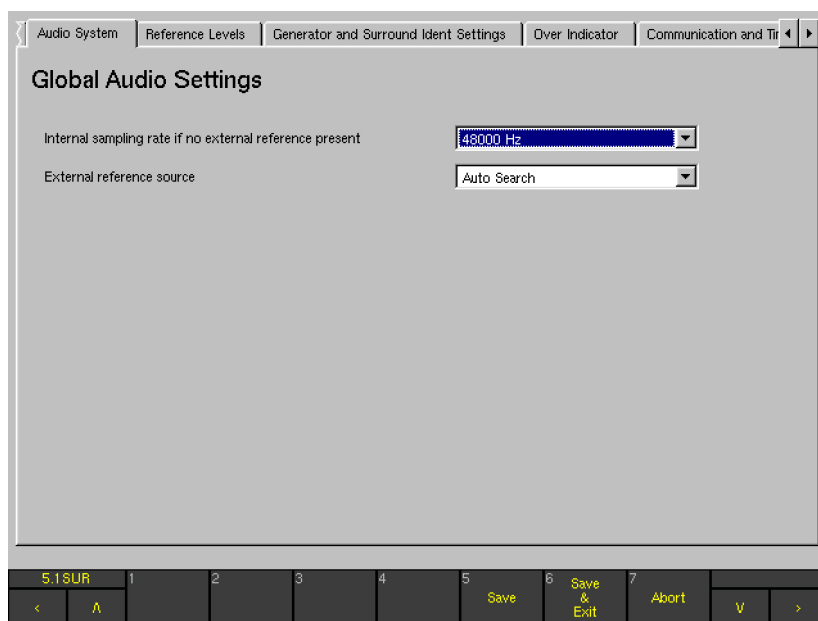 Audio System
Reference Levels
Generator and Surround Ident Settings
Over Indicator
Communication and Tir
Global Audio Settings
Internal sampling rate if no external reference present
48000 Hz
External reference source
Auto Search
5.1SUR
1
2
3
4
5
Save
6
Save
&
Exit
7
Abort
<
Λ
V
>